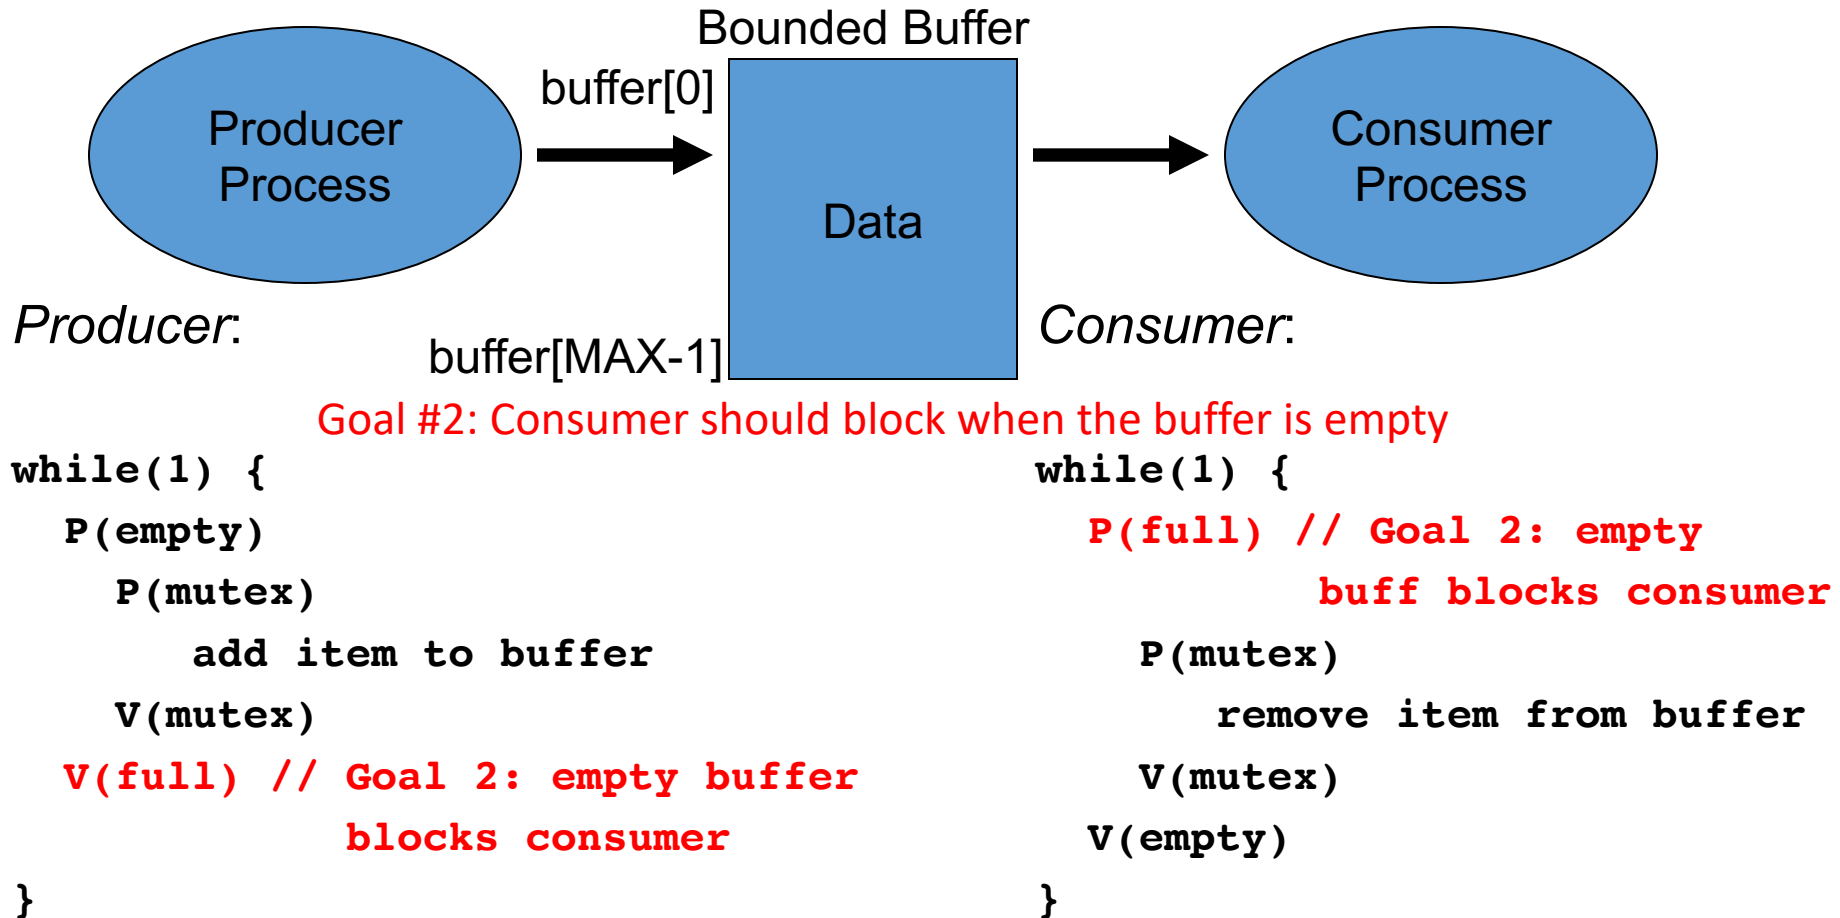 Bounded Buffer
buffer[0]
Producer
Process
Data
Consumer
Process
buffer[MAX-1]
Producer:
Consumer:
Goal #2: Consumer should block when the buffer is empty
while(1) {
P(empty)
P(mutex)
add item to buffer
V(mutex)
V(full) // Goal 2: empty buffer
blocks consumer
}
while(1) {
P(full) // Goal 2: empty
buff blocks consumer
P(mutex)
remove item from buffer
V(mutex)
V(empty)
}